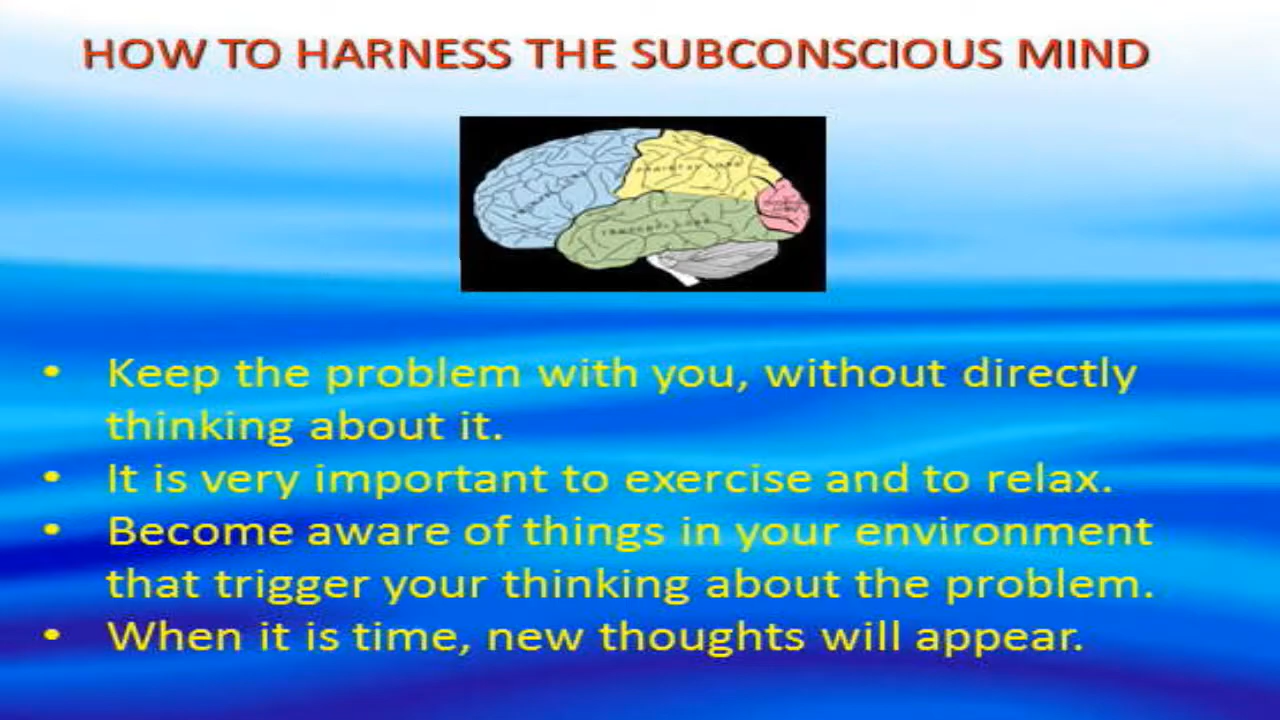 HOW TO HARNESS THE SUBCONSCIOUS MIND
• Keep the problem with you, without directly
thinking about it.
• It is very important to exercise and to relax.
• Become aware of things in your environment
that trigger your thinking about the problem.
• When it is time, new thoughts will appear.